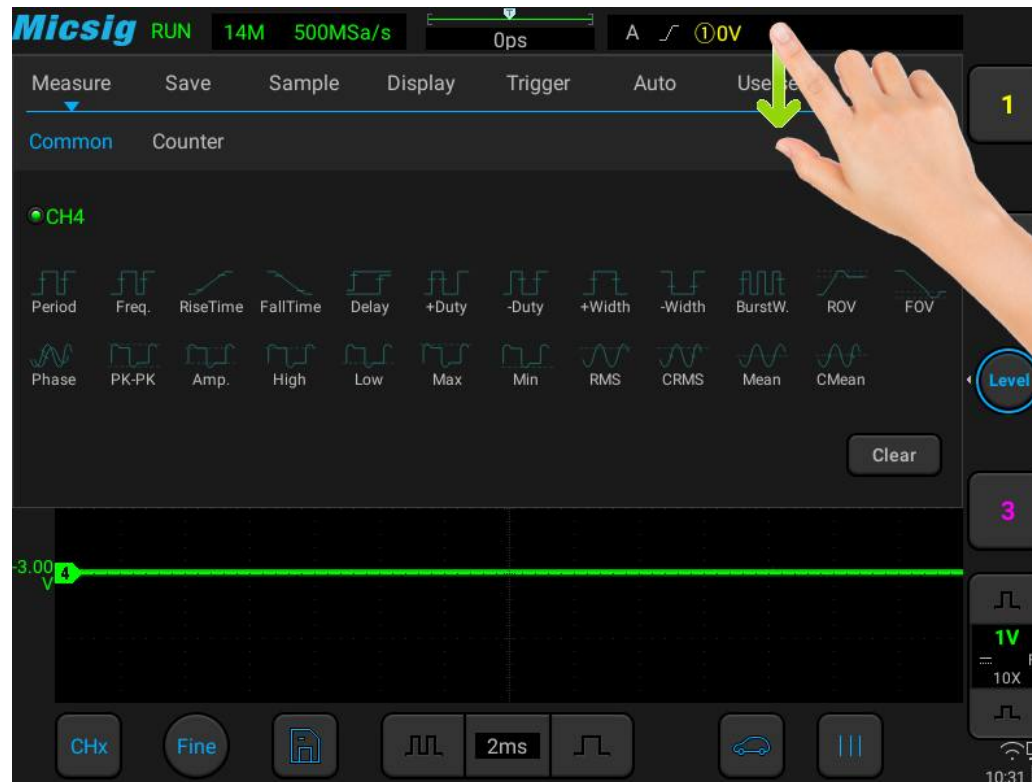 Micsig RUN 14M 500MSa/s 0ps A ①0V
T
Measure Save Sample Display Trigger Auto
1
Common Counter
CH4
Period Freq. RiseTime FallTime Delay +Duty -Duty +Width -Width BurstW. ROV FOV
Phase PK-PK Amp. High Low Max Min RMS CRMS Mean CMean
Level
Clear
3
-3.00
V
4
1V
10X
CHx Fine 2ms
10:31